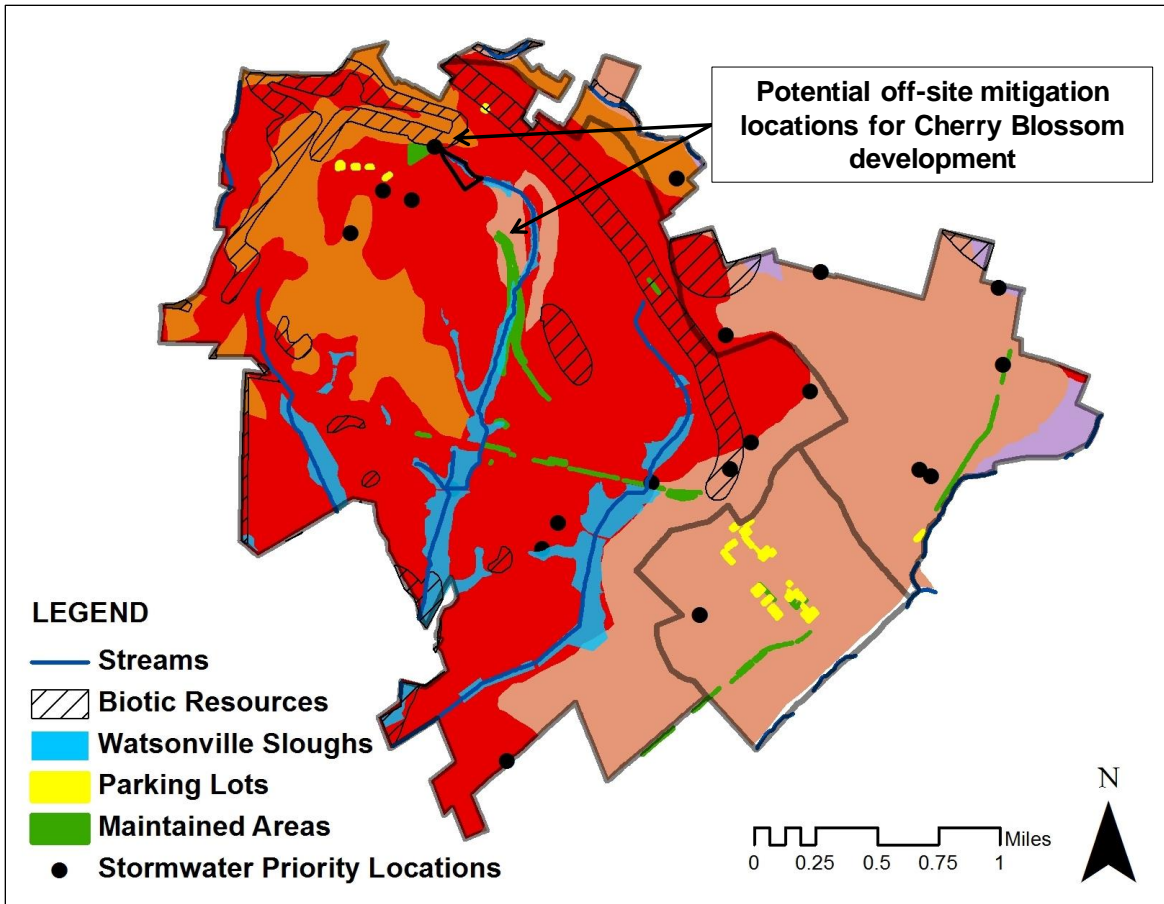 Potential off-site mitigation
locations for Cherry Blossom
development
LEGEND
Streams
Biotic Resources
Watsonville Sloughs
Parking Lots
Maintained Areas
Stormwater Priority Locations
N
Miles
0 0.25 0.5 0.75 1